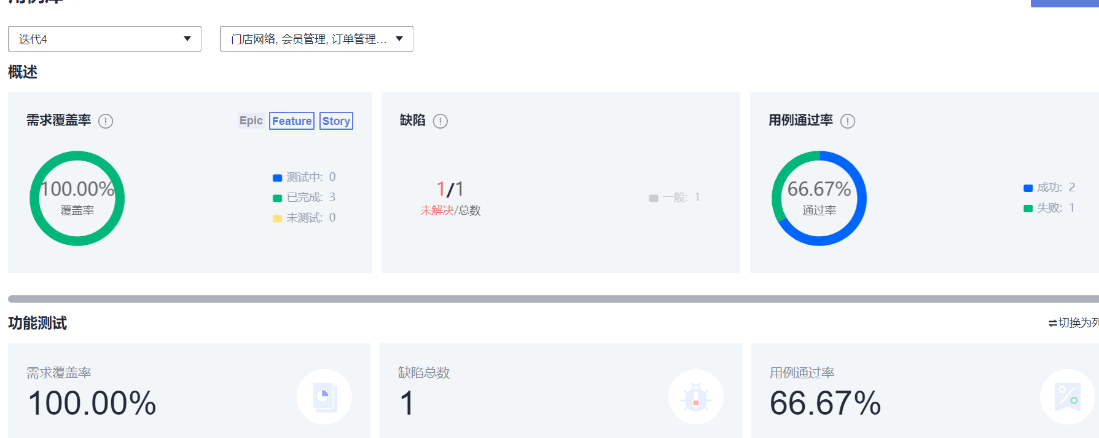 迭代4
门店网络, 会员管理, 订单管理...
概述
需求覆盖率
Epic Feature Story
100.00%
覆盖率
测试中: 0
已完成: 3
未测试: 0
缺陷
1/1
未解决/总数
一般: 1
用例通过率
66.67%
通过率
成功: 2
失败: 1
功能测试
切换为列
需求覆盖率
100.00%
缺陷总数
1
用例通过率
66.67%